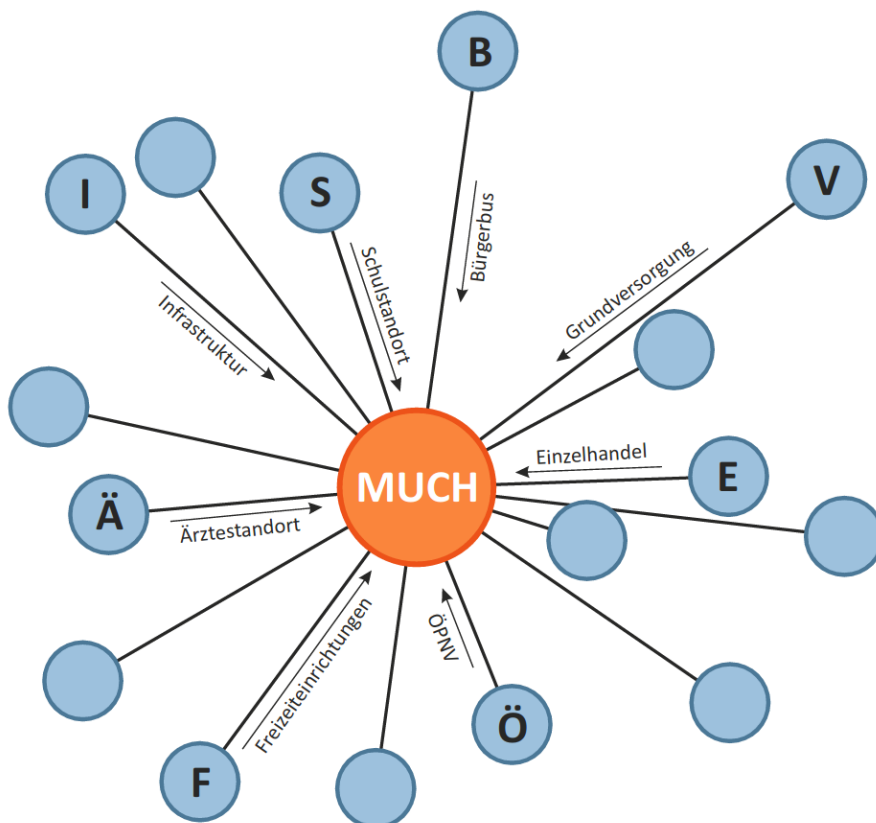 B
I
S
V
Bürgerbus
Schulstandort
Grundversorgung
Infrastruktur
MUCH
Einzelhandel
E
Ä
Ärztestandort
Freizeiteinrichtungen
ÖPNV
Ö
F